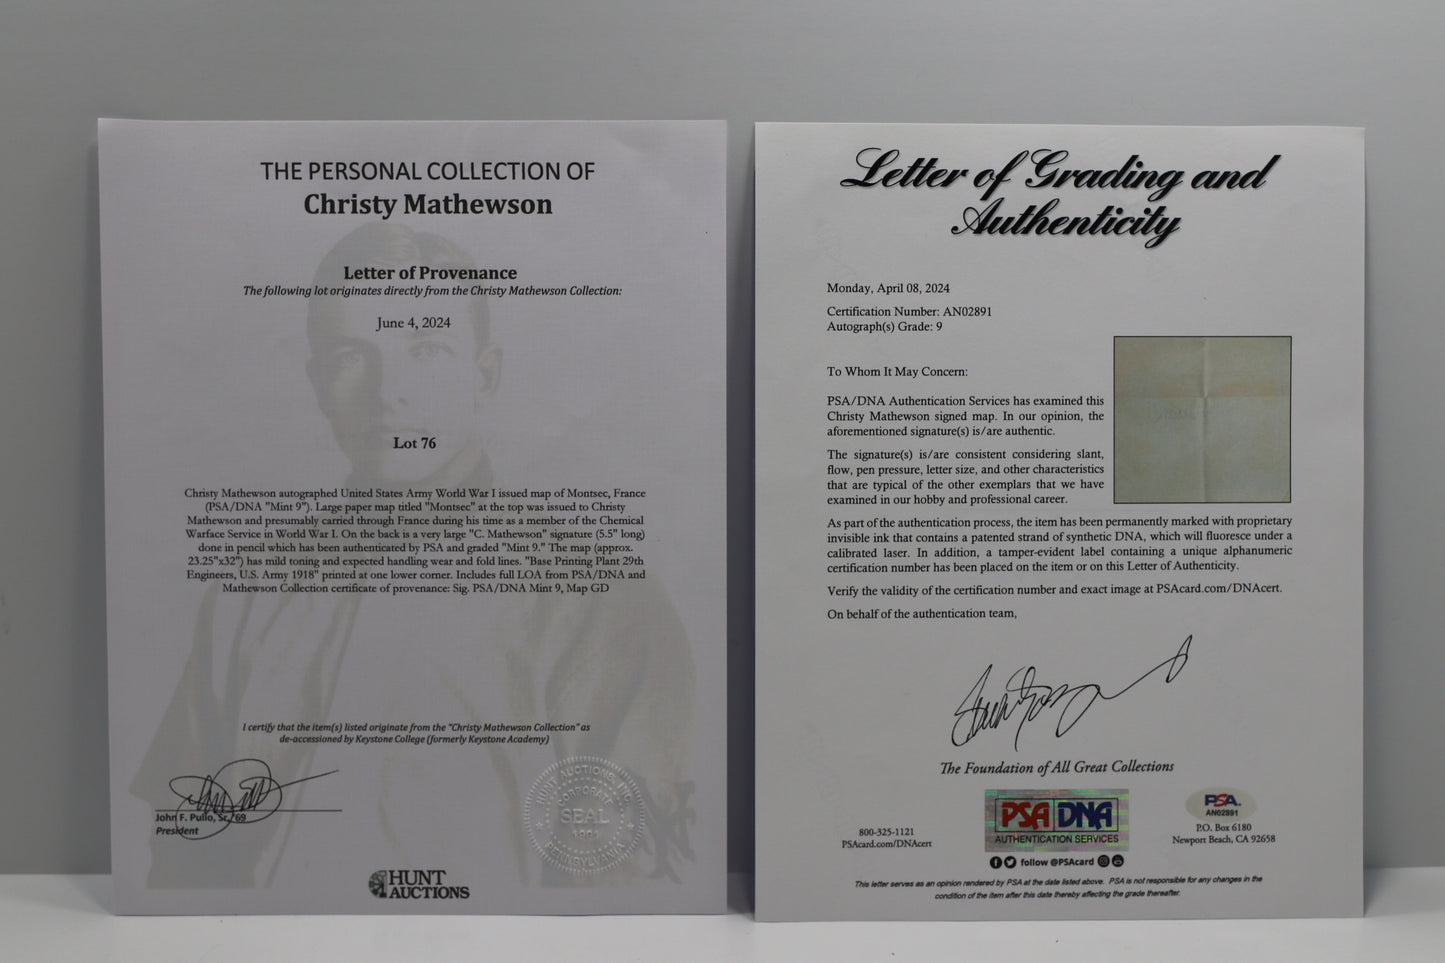 THE PERSONAL COLLECTION OF
Christy Mathewson
Letter of Provenance
The following lot originates directly from the Christy Mathewson Collection:
June 4, 2024
Lot 76
Christy Mathewson autographed United States Army World War I issued map of Montsec, France
(PSA/DNA "Mint 9"). Large paper map titled "Montsec" at the top was issued to Christy
Mathewson and presumably carried through France during his time as a member of the Chemical
Warface Service in World War I. On the back is a very large "C. Mathewson" signature (5.5" long)
done in pencil which has been authenticated by PSA and graded "Mint 9." The map (approx.
23.25"x32") has mild toning and expected handling wear and fold lines. "Base Printing Plant 29th
Engineers, U.S. Army 1918" printed at one lower corner. Includes full LOA from PSA/DNA and
Mathewson Collection certificate of provenance: Sig. PSA/DNA Mint 9, Map GD
I certify that the item(s) listed originate from the "Christy Mathewson Collection" as
de-accessioned by Keystone College (formerly Keystone Academy)
John F. Pullo, Sr. '69
President
HUNT AUCTIONS, INC.
CORPORATE
SEAL
1991
PENNSYLVANIA
HUNT
AUCTIONS
Letter of Grading and
Authenticity
Monday, April 08, 2024
Certification Number: AN02891
Autograph(s) Grade: 9
To Whom It May Concern:
PSA/DNA Authentication Services has examined this
Christy Mathewson signed map. In our opinion, the
aforementioned signature(s) is/are authentic.
The signature(s) is/are consistent considering slant,
flow, pen pressure, letter size, and other characteristics
that are typical of the other exemplars that we have
examined in our hobby and professional career.
As part of the authentication process, the item has been permanently marked with proprietary
invisible ink that contains a patented strand of synthetic DNA, which will fluoresce under a
calibrated laser. In addition, a tamper-evident label containing a unique alphanumeric
certification number has been placed on the item or on this Letter of Authenticity.
Verify the validity of the certification number and exact image at PSAcard.com/DNAcert.
On behalf of the authentication team,
The Foundation of All Great Collections
800-325-1121
PSAcard.com/DNAcert
PSA DNA
AUTHENTICATION SERVICES
follow @PSAcard
PSA
AN02891
P.O. Box 6180
Newport Beach, CA 92658
This letter serves as an opinion rendered by PSA at the date listed above. PSA is not responsible for any changes in the
condition of the item after this date thereby affecting the grade thereafter.